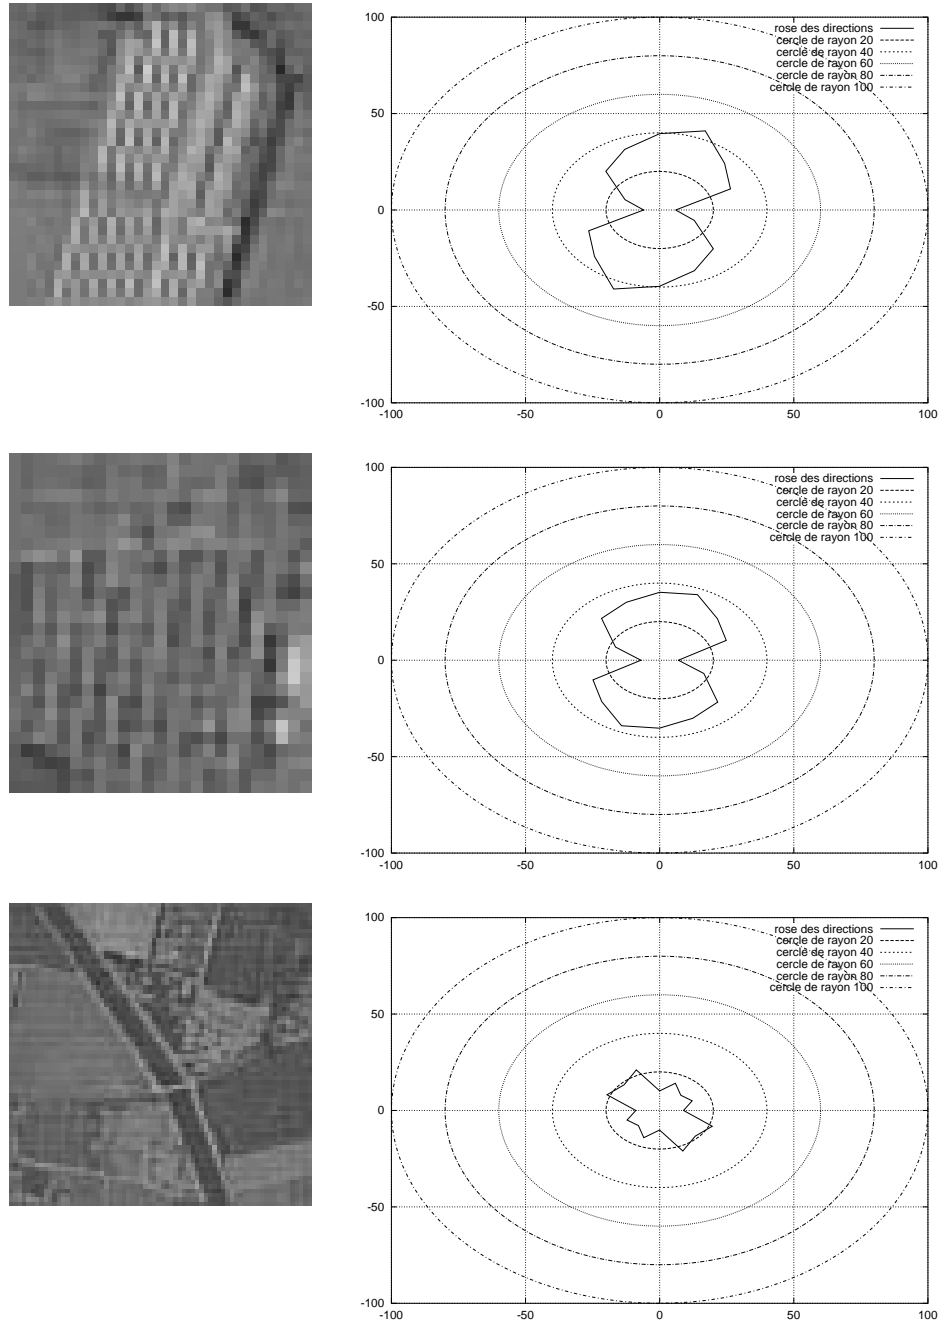 100
rose des directions
cercle de rayon 20
cercle de rayon 40
cercle de rayon 60
cercle de rayon 80
cercle de rayon 100
50
0
-50
-100
-100 -50 0 50 100
100
rose des directions
cercle de rayon 20
cercle de rayon 40
cercle de rayon 60
cercle de rayon 80
cercle de rayon 100
50
0
-50
-100
-100 -50 0 50 100
100
rose des directions
cercle de rayon 20
cercle de rayon 40
cercle de rayon 60
cercle de rayon 80
cercle de rayon 100
50
0
-50
-100
-100 -50 0 50 100